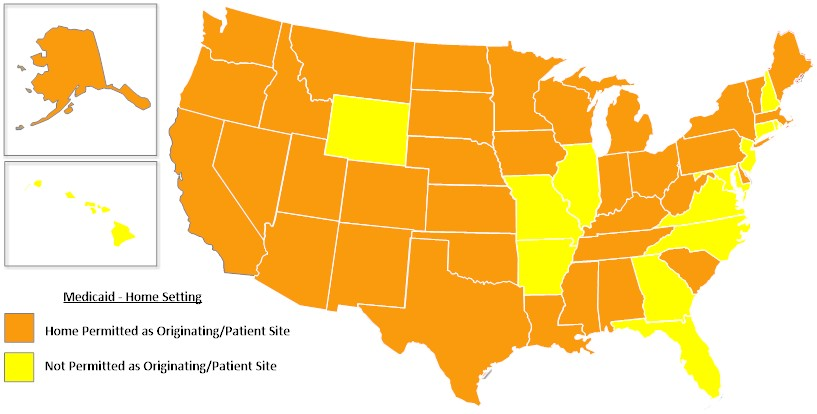 Medicaid - Home Setting
Home Permitted as Originating/Patient Site
Not Permitted as Originating/Patient Site